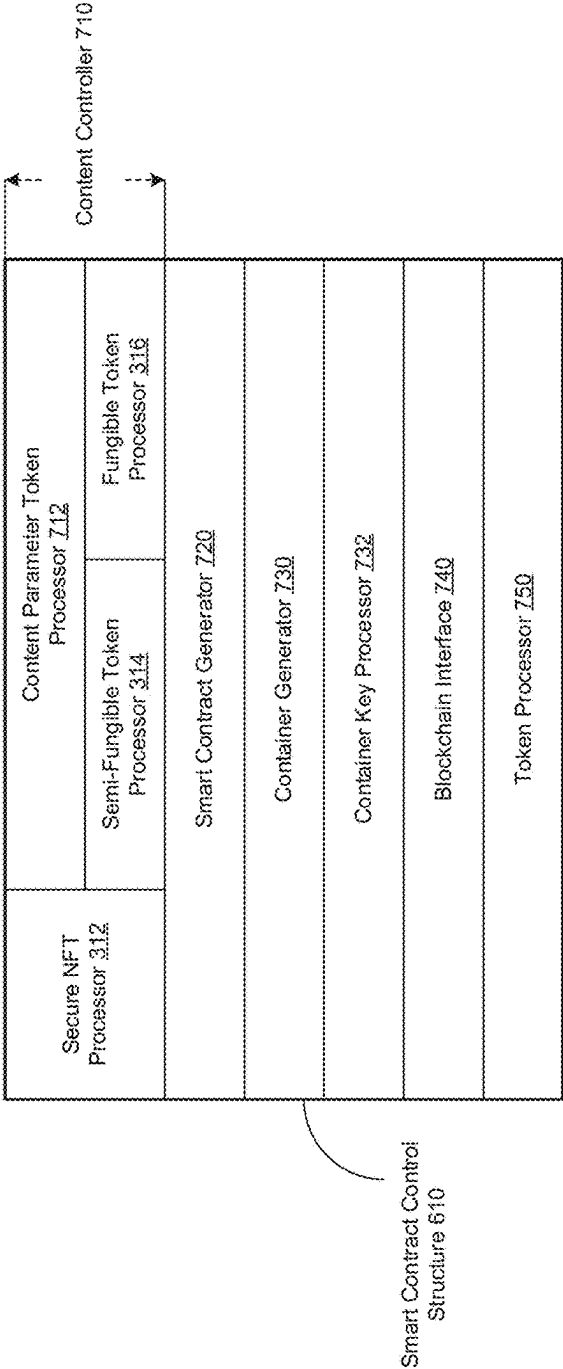 Content Controller 710
Secure NFT
Processor 312
Content Parameter Token
Processor 712
Semi-Fungible Token
Processor 314
Fungible Token
Processor 316
Smart Contract Generator 720
Container Generator 730
Container Key Processor 732
Blockchain Interface 740
Token Processor 750
Smart Contract Control
Structure 610